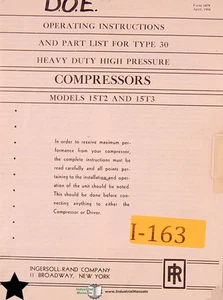 D.O.E.
OPERATING INSTRUCTIONS
AND PART LIST FOR TYPE 30
HEAVY DUTY HIGH PRESSURE
COMPRESSORS
MODELS 15T2 AND 15T3
In order to receive maximum per-
formance from your compressor,
the complete instructions must be
read carefully and all points per-
taining to the installation and oper-
ation of the unit should be noted.
This should be done before con-
necting anything to either the
Compressor or Driver.
I-163
INGERSOLL-RAND COMPANY
11 BROADWAY, NEW YORK
IR